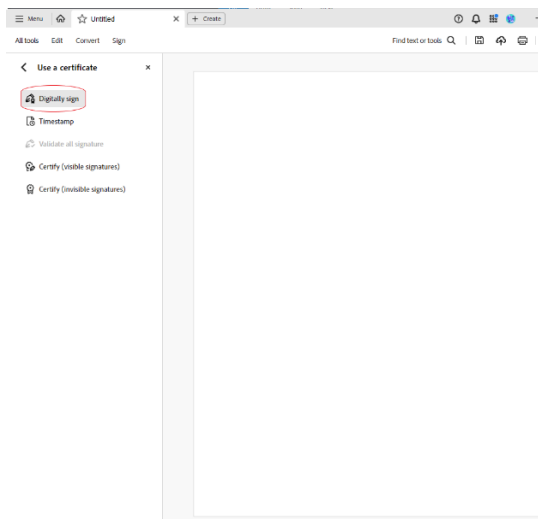 Menu Untitled × + Create
All tools Edit Convert Sign Find text or tools
Use a certificate ×
Digitally sign
Timestamp
Validate all signature
Certify (visible signatures)
Certify (invisible signatures)